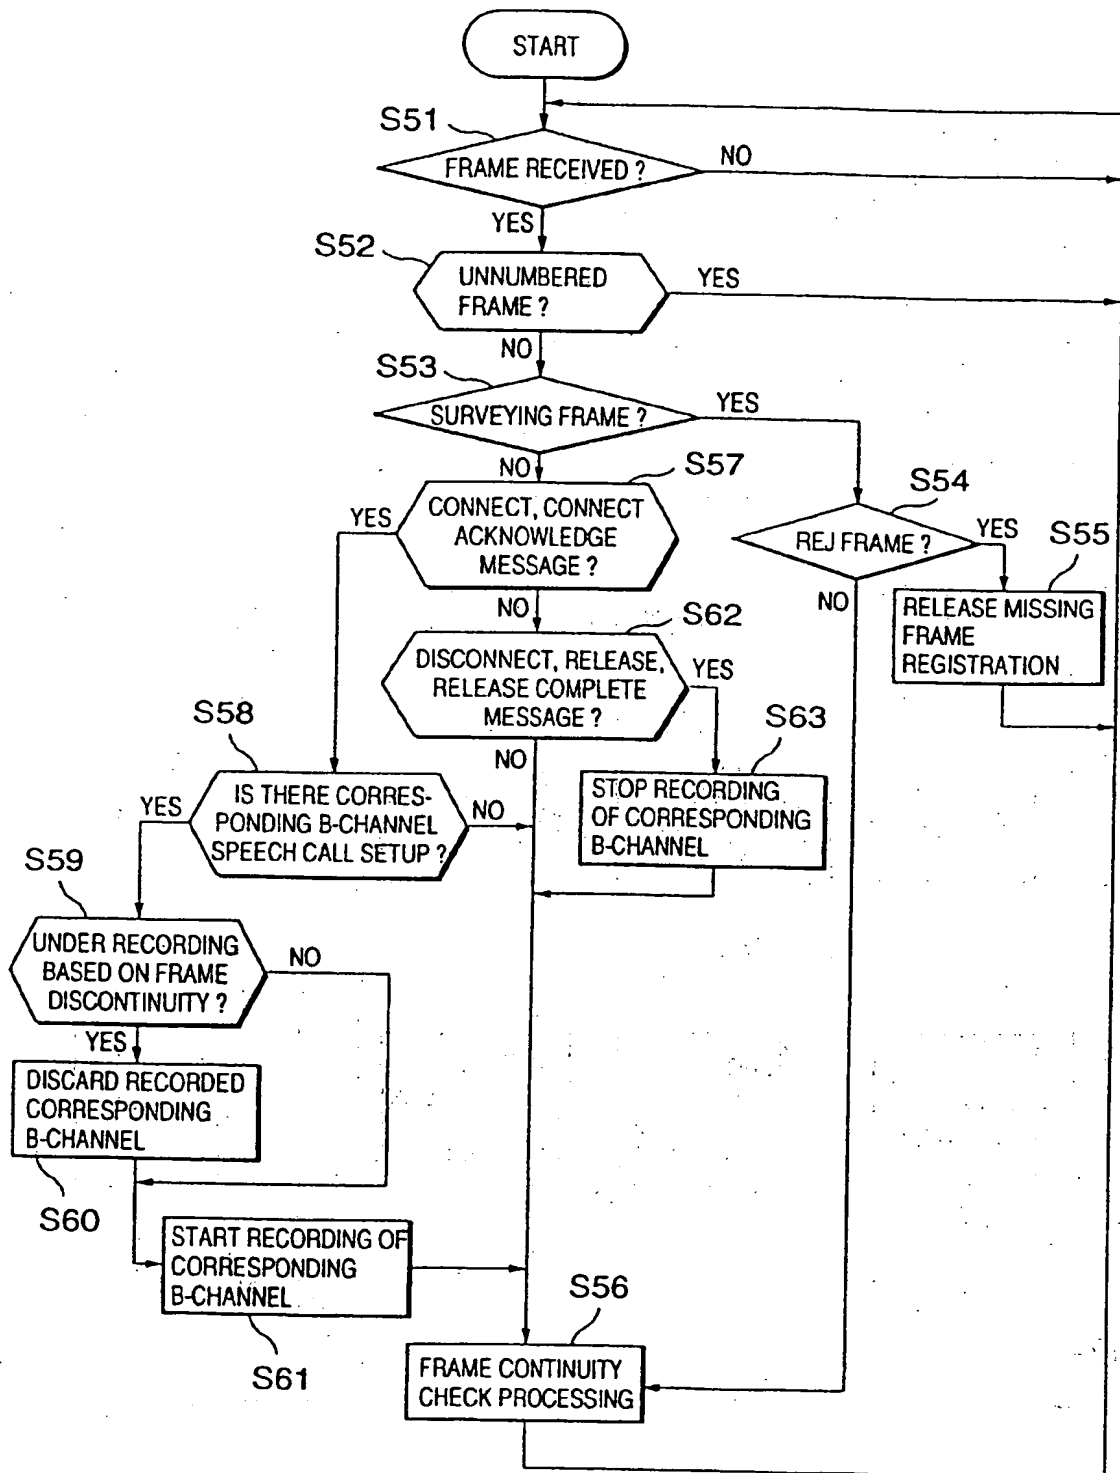 START
S51
FRAME RECEIVED ?
NO
YES
S52
UNNUMBERED
FRAME ?
YES
NO
S53
SURVEYING FRAME ?
YES
NO
S57
CONNECT, CONNECT
ACKNOWLEDGE
MESSAGE ?
YES
NO
S54
REJ FRAME ?
YES
NO
S55
RELEASE MISSING
FRAME
REGISTRATION
S62
DISCONNECT, RELEASE,
RELEASE COMPLETE
MESSAGE ?
YES
NO
S63
STOP RECORDING
OF CORRESPONDING
B-CHANNEL
S58
IS THERE CORRES-
PONDING B-CHANNEL
SPEECH CALL SETUP ?
YES
NO
S59
UNDER RECORDING
BASED ON FRAME
DISCONTINUITY ?
NO
YES
DISCARD RECORDED
CORRESPONDING
B-CHANNEL
S60
START RECORDING OF
CORRESPONDING
B-CHANNEL
S61
S56
FRAME CONTINUITY
CHECK PROCESSING